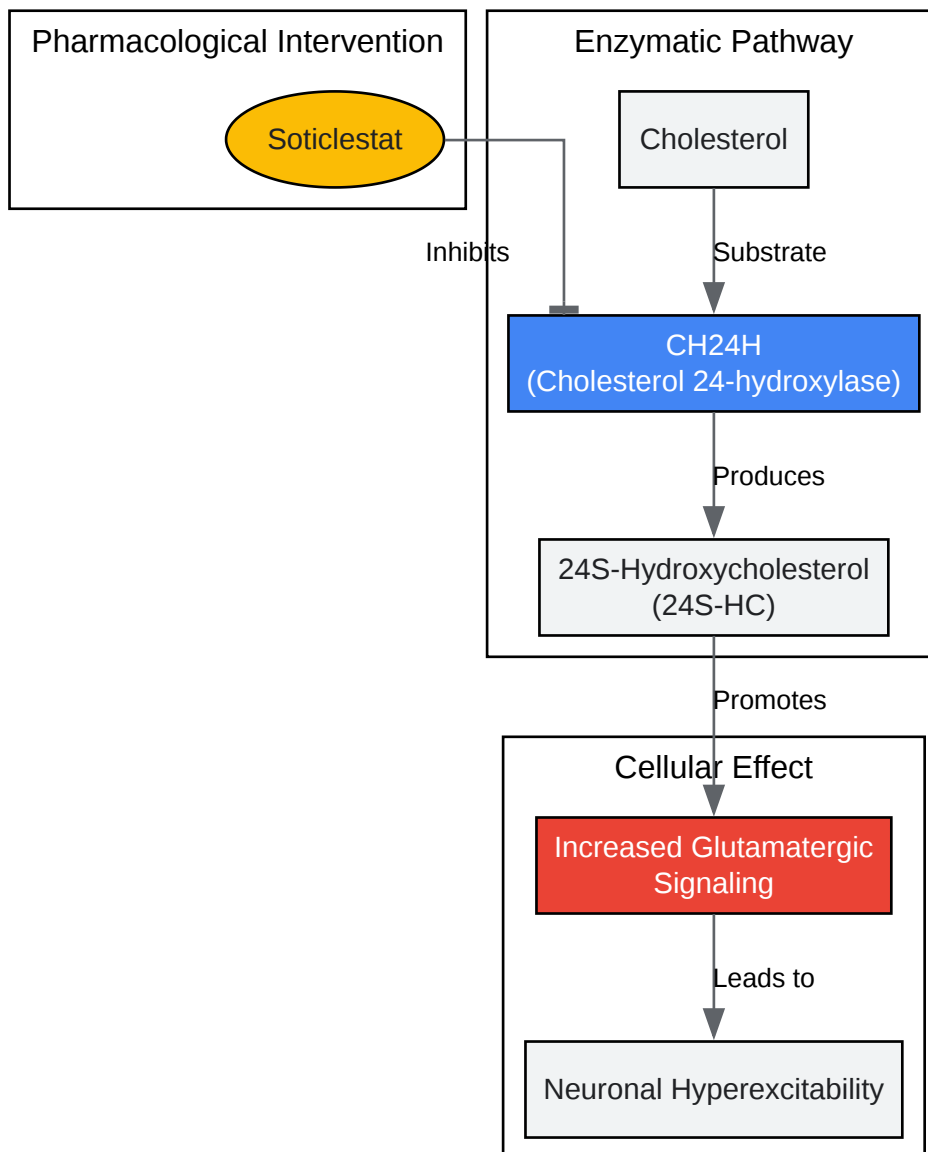 Pharmacological Intervention
Soticlestat
Enzymatic Pathway
Cholesterol
Inhibits
Substrate
CH24H
(Cholesterol 24-hydroxylase)
Produces
24S-Hydroxycholesterol
(24S-HC)
Promotes
Cellular Effect
Increased Glutamatergic
Signaling
Leads to
Neuronal Hyperexcitability